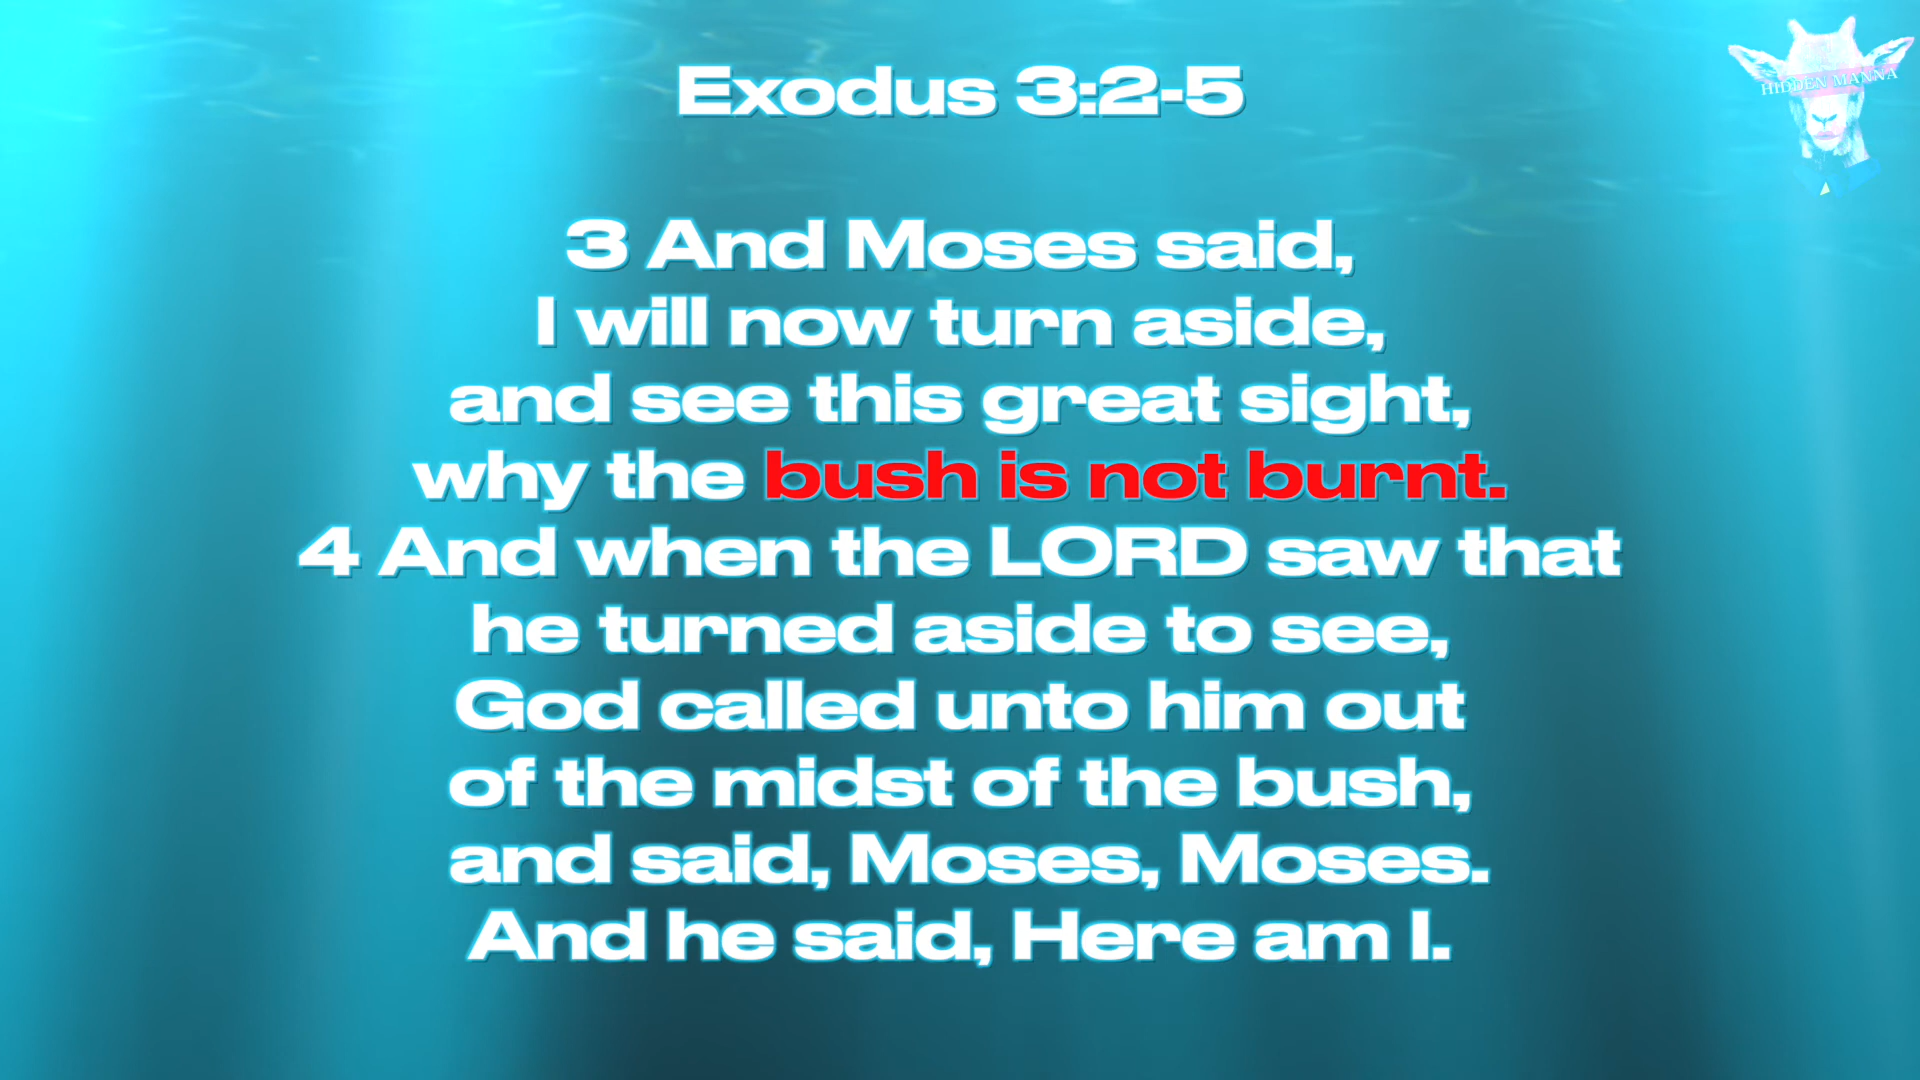 Exodus 3:2-5
HIDDEN MANNA
3 And Moses said,
I will now turn aside,
and see this great sight,
why the bush is not burnt.
4 And when the LORD saw that
he turned aside to see,
God called unto him out
of the midst of the bush,
and said, Moses, Moses.
And he said, Here am I.